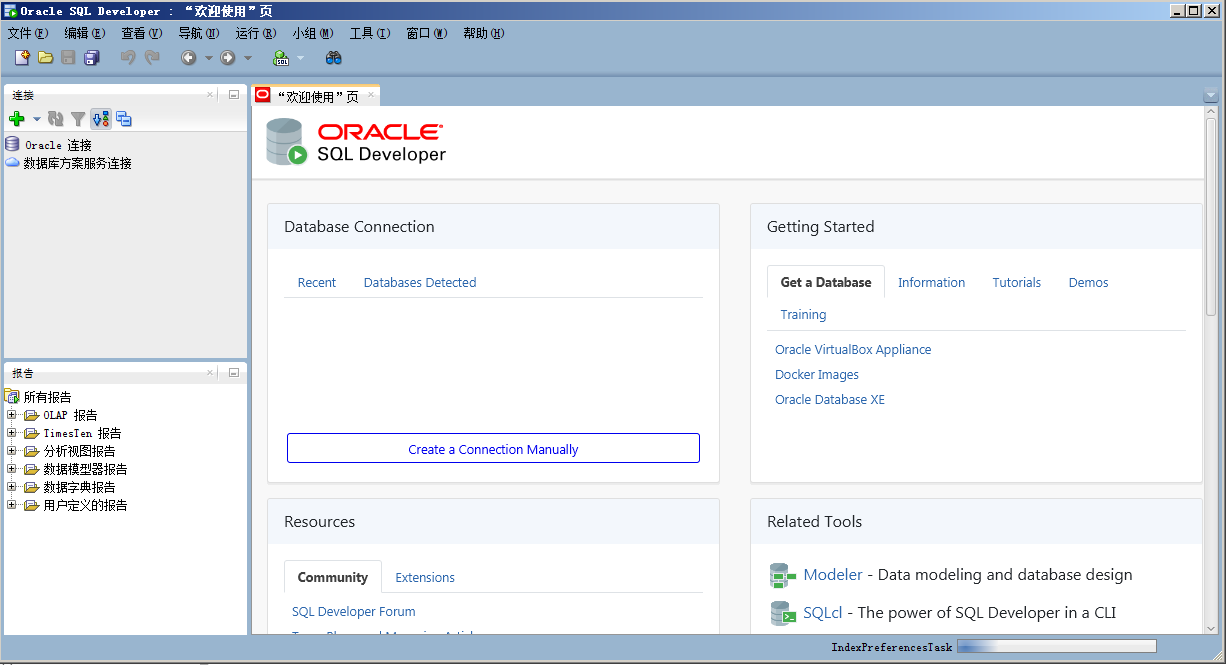 Oracle SQL Developer : “欢迎使用”页
文件(F) 编辑(E) 查看(V) 导航(N) 运行(R) 小组(M) 工具(I) 窗口(W) 帮助(H)
SQL
连接
Oracle 连接
数据库方案服务连接
报告
所有报告
OLAP 报告
TimesTen 报告
分析视图报告
数据模型器报告
数据字典报告
用户定义的报告
“欢迎使用”页
ORACLE
SQL Developer
Database Connection
Recent Databases Detected
Create a Connection Manually
Getting Started
Get a Database Information Tutorials Demos
Training
Oracle VirtualBox Appliance
Docker Images
Oracle Database XE
Resources
Community Extensions
SQL Developer Forum
Related Tools
Modeler - Data modeling and database design
SQLcl - The power of SQL Developer in a CLI
IndexPreferencesTask